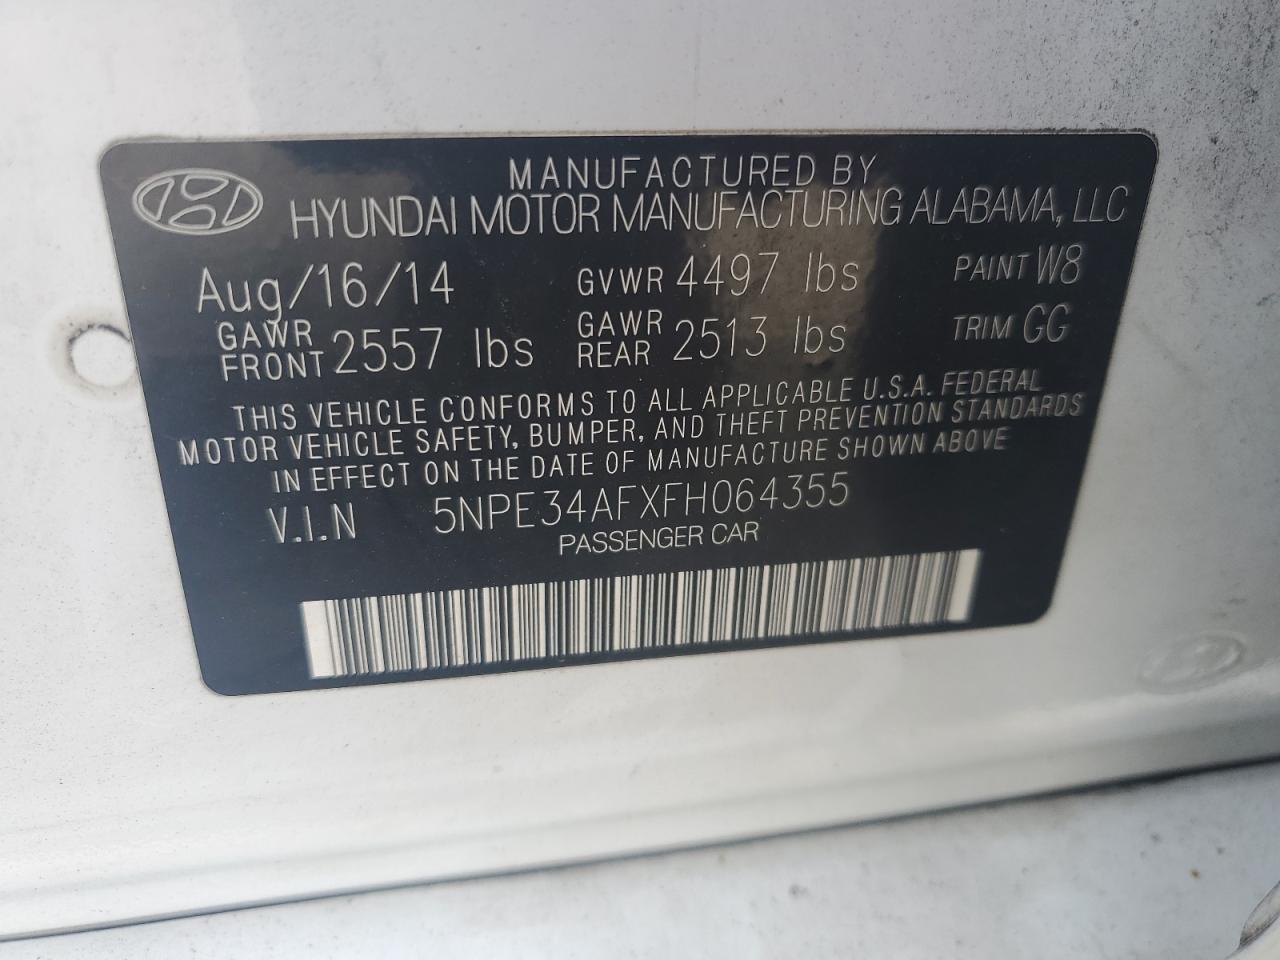 MANUFACTURED BY
HYUNDAI MOTOR MANUFACTURING ALABAMA, LLC
Aug/16/14 GVWR 4497 lbs PAINT W8
GAWR FRONT 2557 lbs GAWR REAR 2513 lbs TRIM GG
THIS VEHICLE CONFORMS TO ALL APPLICABLE U.S.A. FEDERAL
MOTOR VEHICLE SAFETY, BUMPER, AND THEFT PREVENTION STANDARDS
IN EFFECT ON THE DATE OF MANUFACTURE SHOWN ABOVE
V.I.N 5NPE34AFXFH064355
PASSENGER CAR